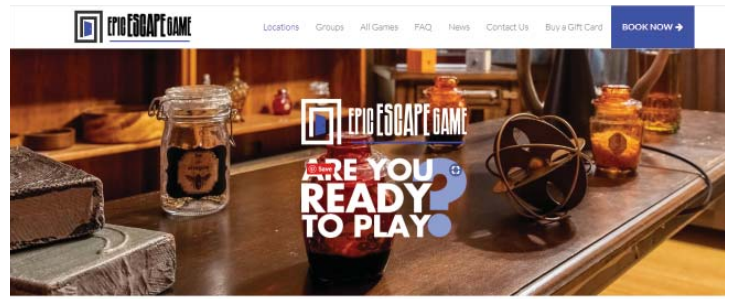 EPIC ESCAPE GAME
Locations
Groups
All Games
FAQ
News
Contact Us
Buy a Gift Card
BOOK NOW →
EPIC ESCAPE GAME
Save
ARE YOU
READY
TO PLAY?